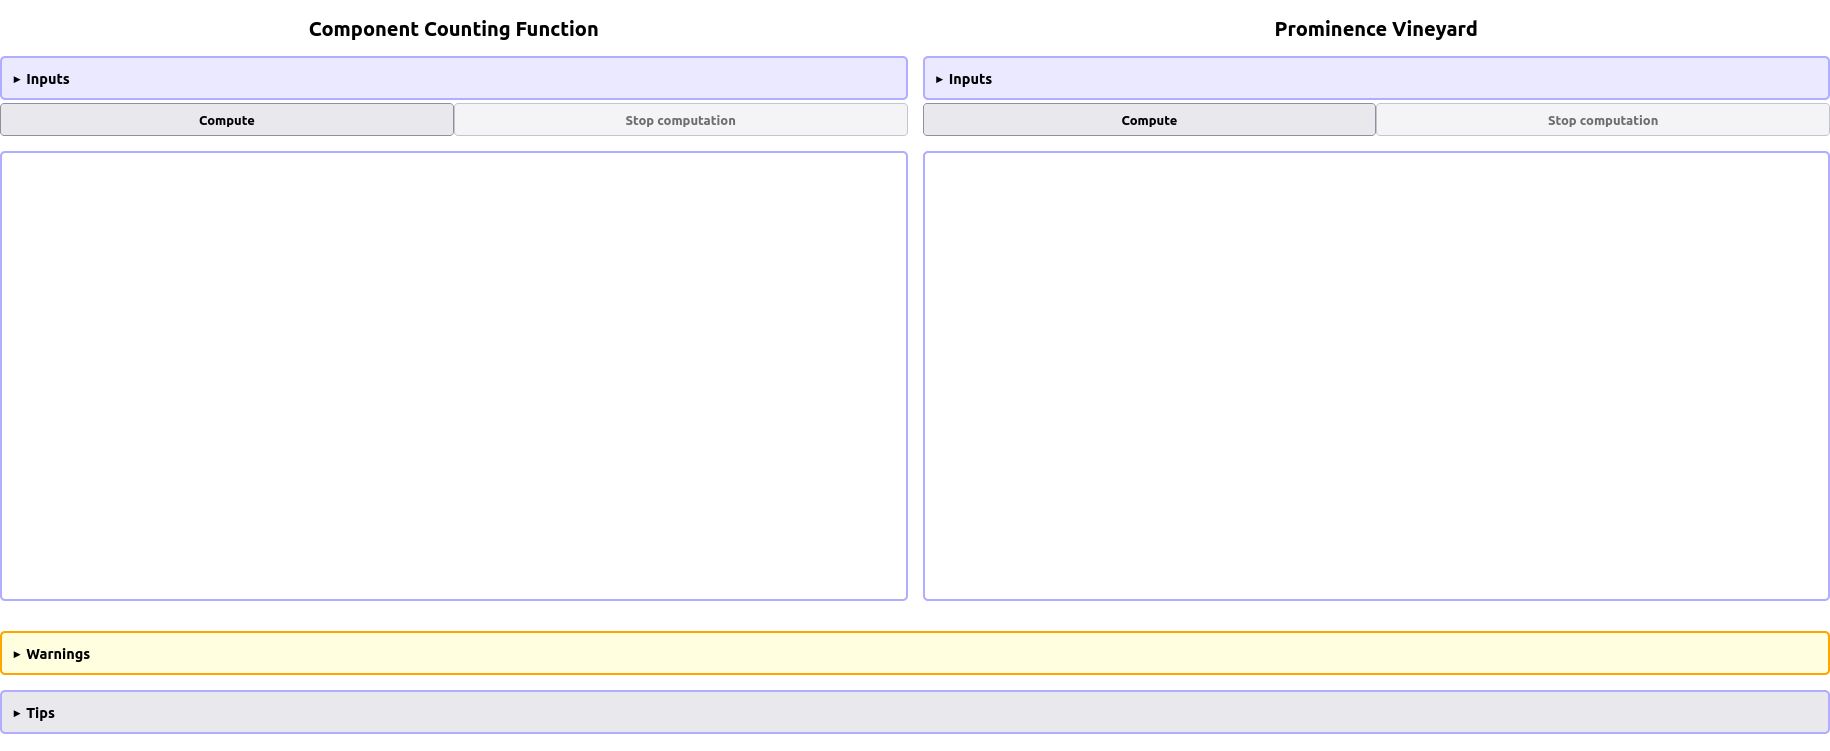 Component Counting Function
▸ Inputs
Compute
Stop computation
Prominence Vineyard
▸ Inputs
Compute
Stop computation
▸ Warnings
▸ Tips